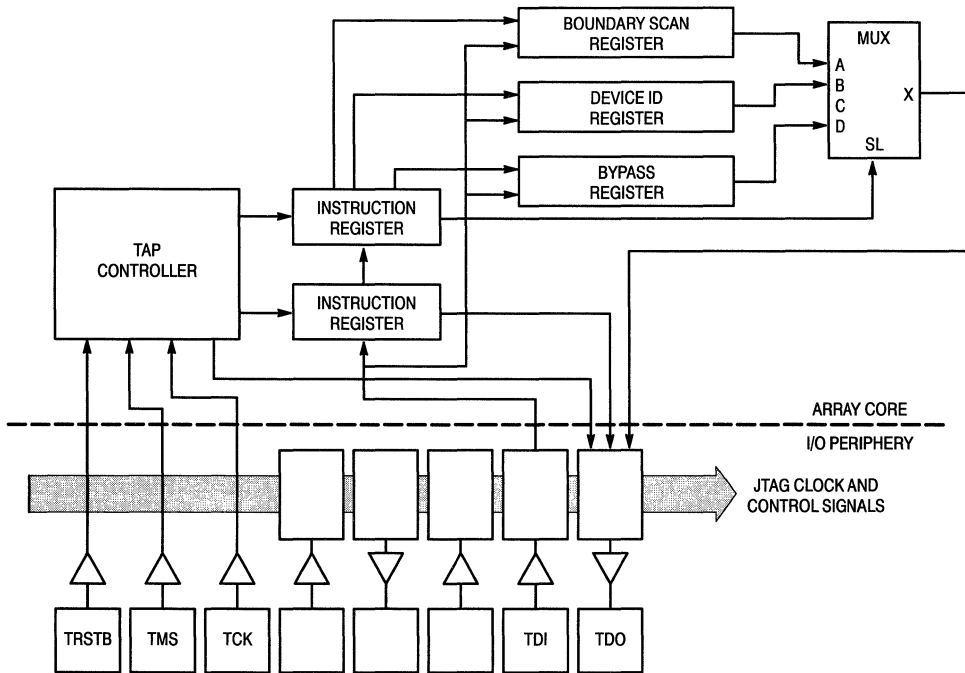 BOUNDARY SCAN
REGISTER
MUX
A
B
C
D
X
SL
DEVICE ID
REGISTER
BYPASS
REGISTER
TAP
CONTROLLER
INSTRUCTION
REGISTER
INSTRUCTION
REGISTER
ARRAY CORE
I/O PERIPHERY
JTAG CLOCK AND
CONTROL SIGNALS
TRSTB
TMS
TCK
TDI
TDO